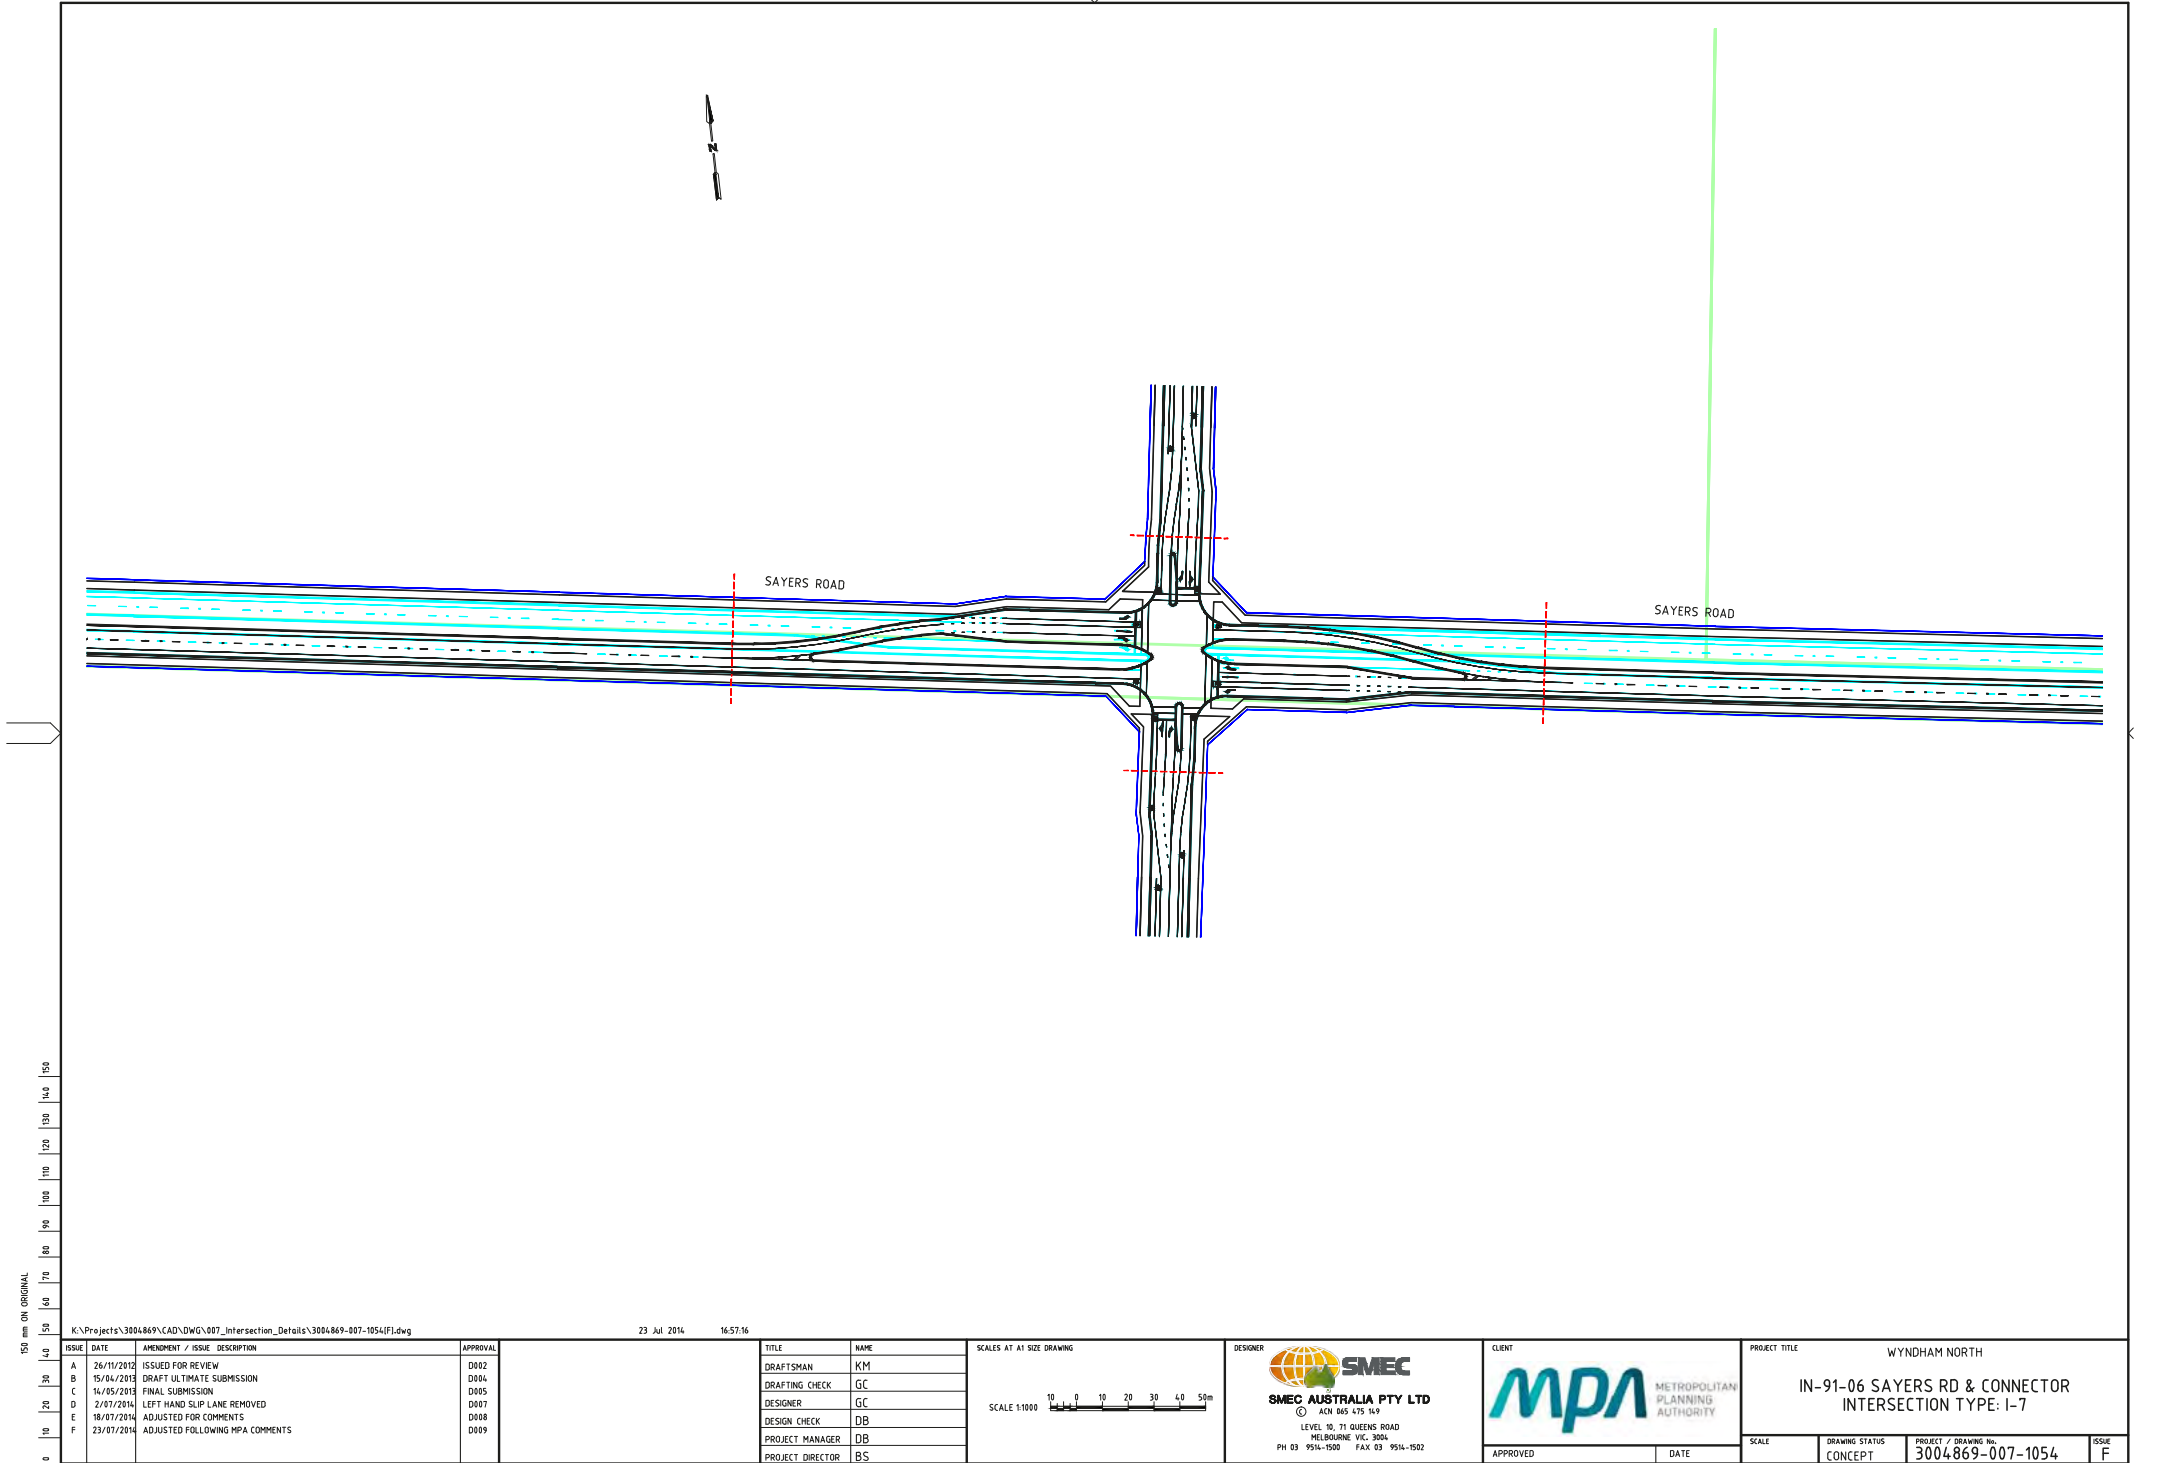 N
SAYERS ROAD
SAYERS ROAD
150 mm ON ORIGINAL
0 10 20 30 40 50 60 70 80 90 100 110 120 130 140 150
K:\Projects\3004869\CAD\DWG\007_Intersection_Details\3004869-007-1054[F].dwg
23 Jul 2014 16:57:16
ISSUE DATE AMENDMENT / ISSUE DESCRIPTION APPROVAL
A 26/11/2012 ISSUED FOR REVIEW D002
B 15/04/2013 DRAFT ULTIMATE SUBMISSION D004
C 14/05/2013 FINAL SUBMISSION D005
D 2/07/2014 LEFT HAND SLIP LANE REMOVED D007
E 18/07/2014 ADJUSTED FOR COMMENTS D008
F 23/07/2014 ADJUSTED FOLLOWING MPA COMMENTS D009
TITLE NAME
DRAFTSMAN KM
DRAFTING CHECK GC
DESIGNER GC
DESIGN CHECK DB
PROJECT MANAGER DB
PROJECT DIRECTOR BS
SCALES AT A1 SIZE DRAWING
SCALE 1:1000
10 0 10 20 30 40 50m
DESIGNER
SMEC
SMEC AUSTRALIA PTY LTD
© ACN 065 475 149
LEVEL 10, 71 QUEENS ROAD
MELBOURNE VIC. 3004
PH 03 9514-1500 FAX 03 9514-1502
CLIENT
MPA
METROPOLITAN
PLANNING
AUTHORITY
APPROVED DATE
PROJECT TITLE
WYNDHAM NORTH
IN-91-06 SAYERS RD & CONNECTOR
INTERSECTION TYPE: I-7
SCALE
DRAWING STATUS
CONCEPT
PROJECT / DRAWING No.
3004869-007-1054
ISSUE
F